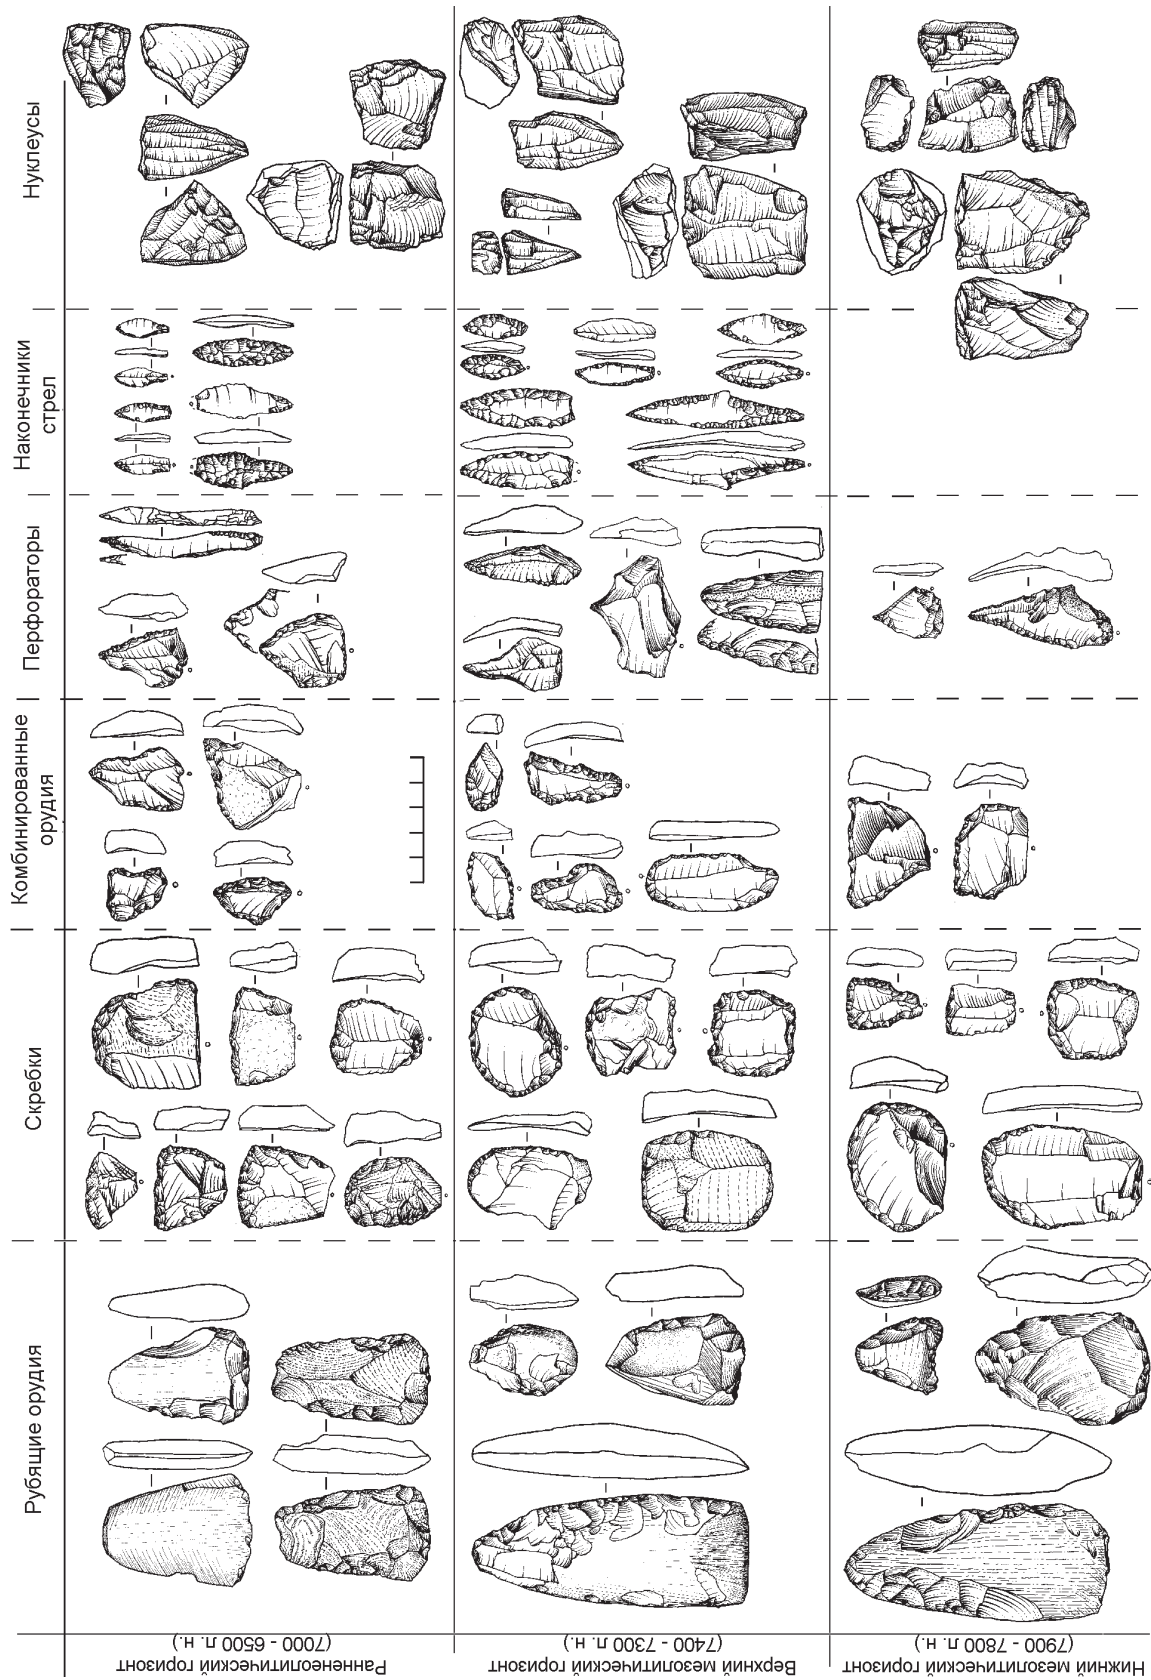 Нуклеусы
Наконечники
стрел
Перфораторы
Комбинированные
орудия
Скребки
Рубящие орудия
Ранненеолитический горизонт
(7000 - 6500 л. н.)
Верхний мезолитический горизонт
(7400 - 7300 л. н.)
Нижний мезолитический горизонт
(7900 - 7800 л. н.)